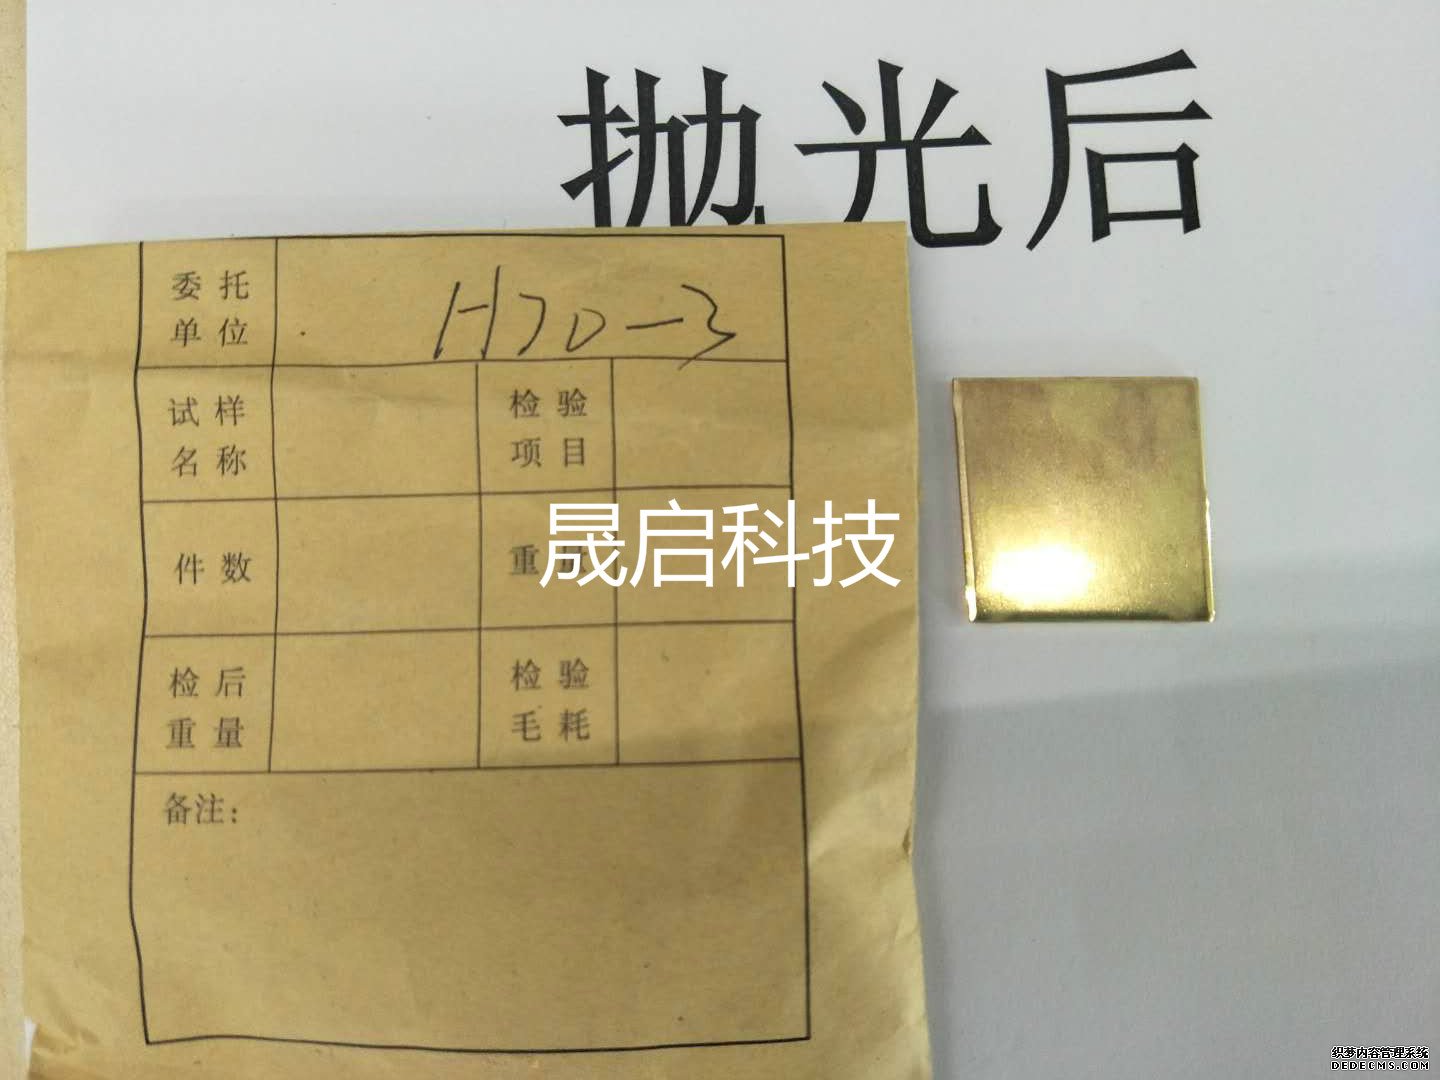 抛光后
委托
单位
H70-3
试样
名称
检验
项目
件数
重量
晟启科技
检后
重量
检验
毛耗
备注:
织梦内容管理系统
DEDECMS.COM